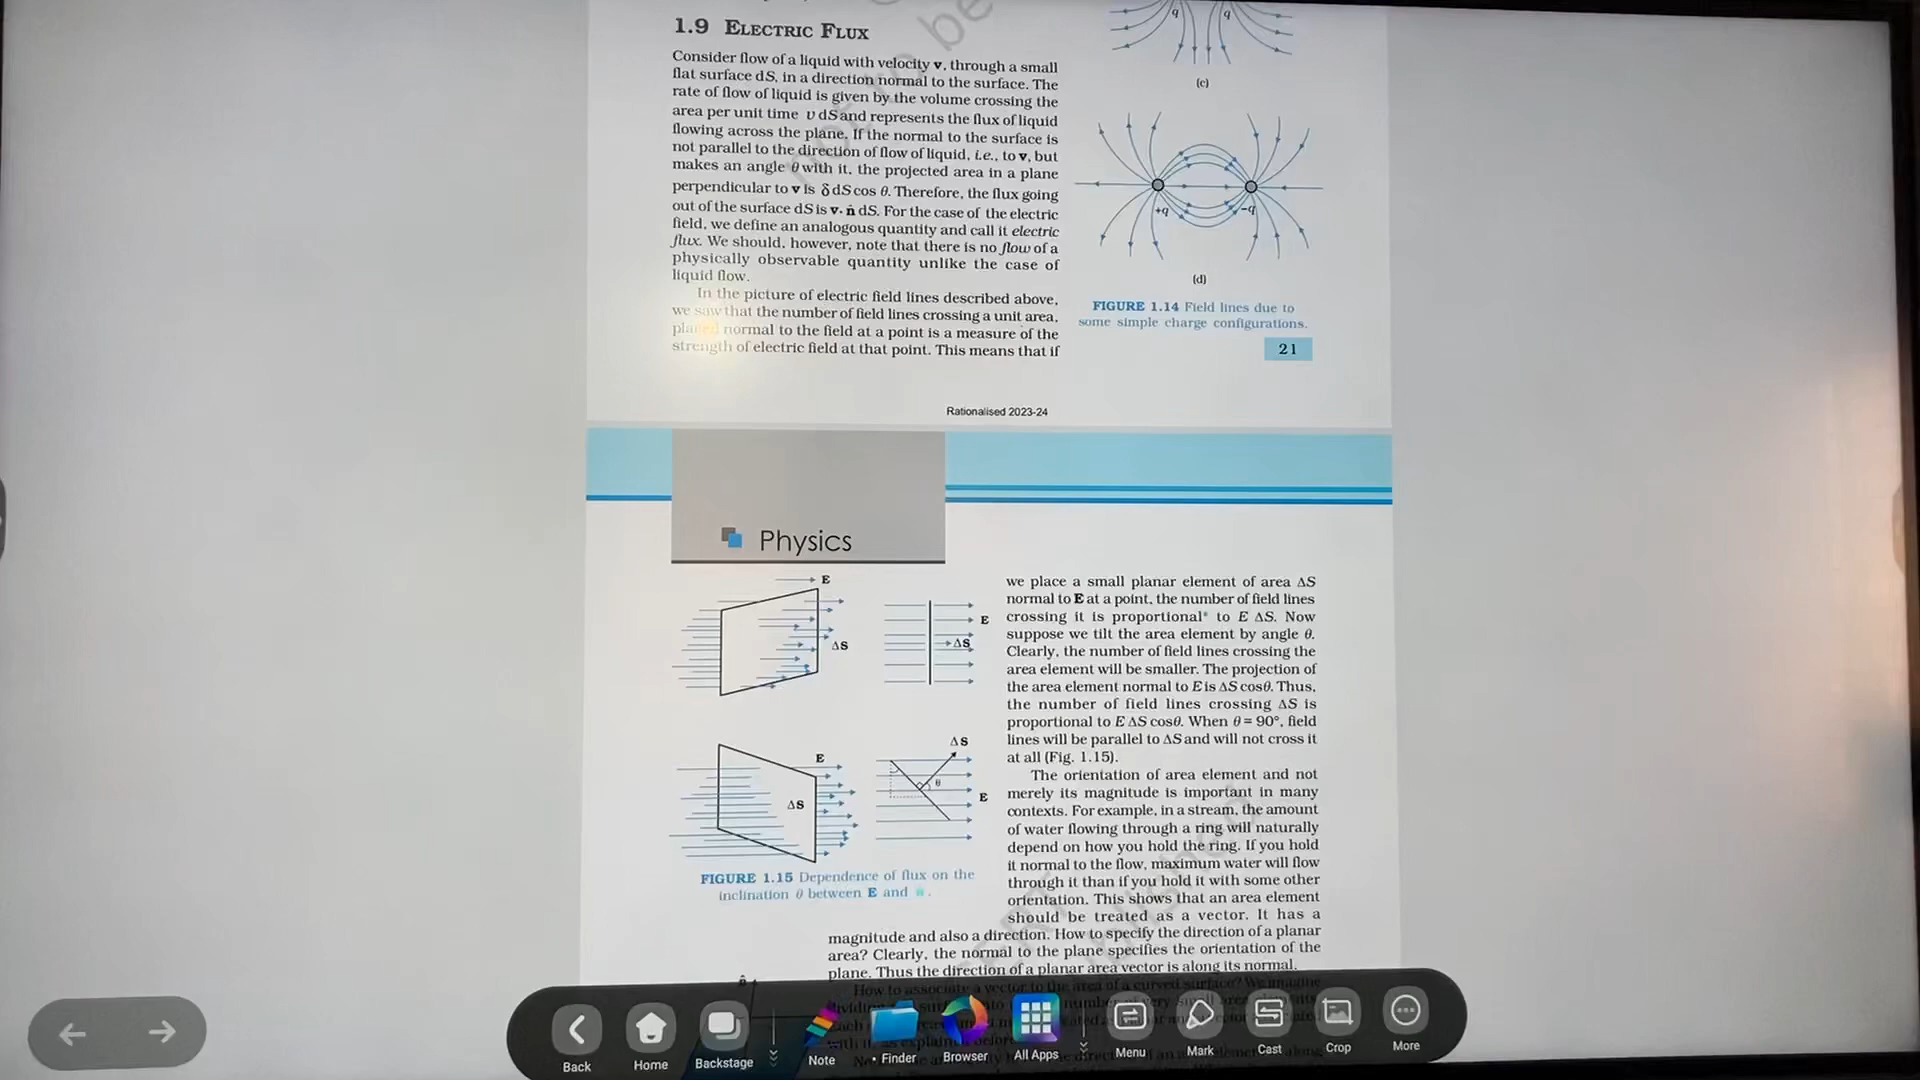 1.9 ELECTRIC FLUX
Consider flow of a liquid with velocity v, through a small
flat surface dS, in a direction normal to the surface. The
rate of flow of liquid is given by the volume crossing the
area per unit time v dS and represents the flux of liquid
flowing across the plane. If the normal to the surface is
not parallel to the direction of flow of liquid, i.e., to v, but
makes an angle θ with it, the projected area in a plane
perpendicular to v is δ dS cos θ. Therefore, the flux going
out of the surface dS is v. n̂ dS. For the case of the electric
field, we define an analogous quantity and call it electric
flux. We should, however, note that there is no flow of a
physically observable quantity unlike the case of
liquid flow.
In the picture of electric field lines described above,
we saw that the number of field lines crossing a unit area,
placed normal to the field at a point is a measure of the
strength of electric field at that point. This means that if
q q
(c)
+q -q
(d)
FIGURE 1.14 Field lines due to
some simple charge configurations.
21
Rationalised 2023-24
Physics
E
ΔS
E
ΔS
E
ΔS
ΔS
θ
E
FIGURE 1.15 Dependence of flux on the
inclination θ between E and n̂.
we place a small planar element of area ΔS
normal to E at a point, the number of field lines
crossing it is proportional* to E ΔS. Now
suppose we tilt the area element by angle θ.
Clearly, the number of field lines crossing the
area element will be smaller. The projection of
the area element normal to E is ΔS cosθ. Thus,
the number of field lines crossing ΔS is
proportional to E ΔS cosθ. When θ = 90°, field
lines will be parallel to ΔS and will not cross it
at all (Fig. 1.15).
The orientation of area element and not
merely its magnitude is important in many
contexts. For example, in a stream, the amount
of water flowing through a ring will naturally
depend on how you hold the ring. If you hold
it normal to the flow, maximum water will flow
through it than if you hold it with some other
orientation. This shows that an area element
should be treated as a vector. It has a
magnitude and also a direction. How to specify the direction of a planar
area? Clearly, the normal to the plane specifies the orientation of the
plane. Thus the direction of a planar area vector is along its normal.
How to associate a vector to the area of a curved surface? We imagine
Back
Home
Backstage
Note
Finder
Browser
All Apps
Menu
Mark
Cast
Crop
More